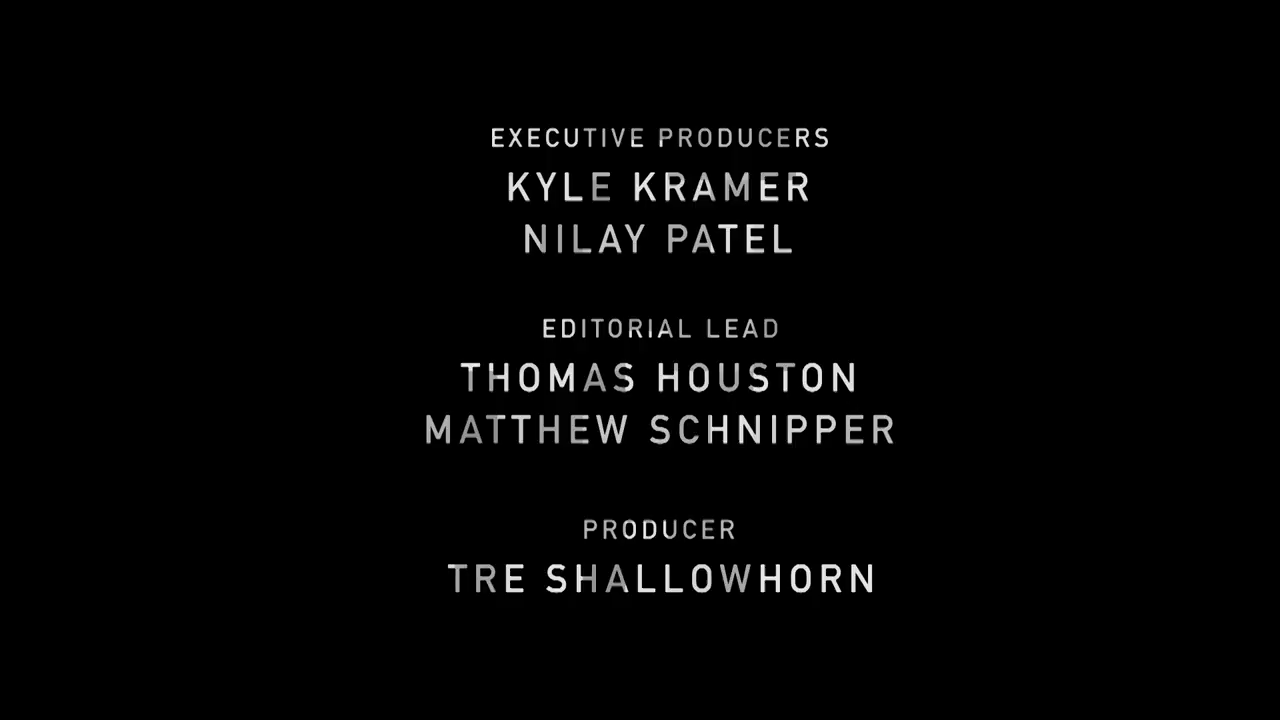 EXECUTIVE PRODUCERS
KYLE KRAMER
NILAY PATEL
EDITORIAL LEAD
THOMAS HOUSTON
MATTHEW SCHNIPPER
PRODUCER
TRE SHALLOWHORN